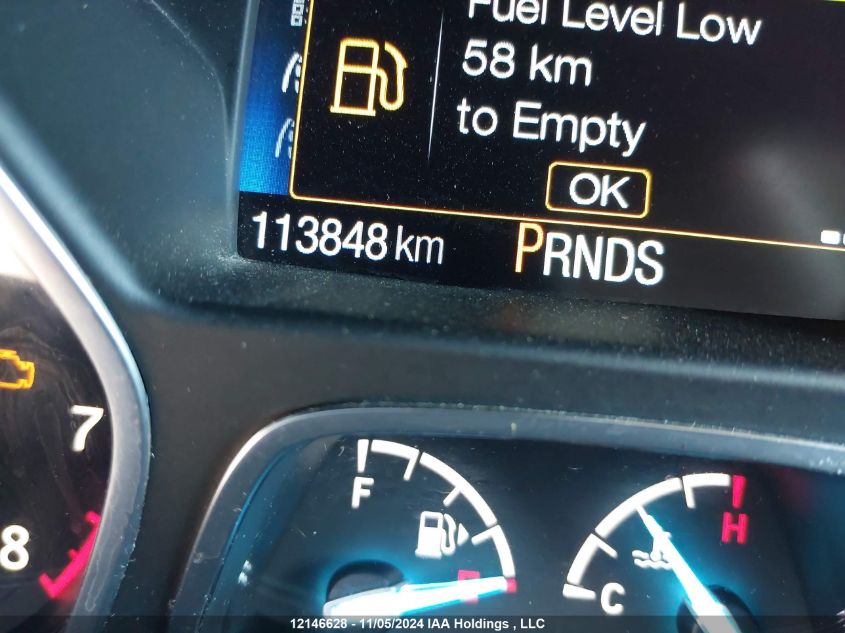 Fuel Level Low
58 km
to Empty
OK
113848 km PRNDS
7
8
F
H
C
12146628 - 11/05/2024 IAA Holdings , LLC